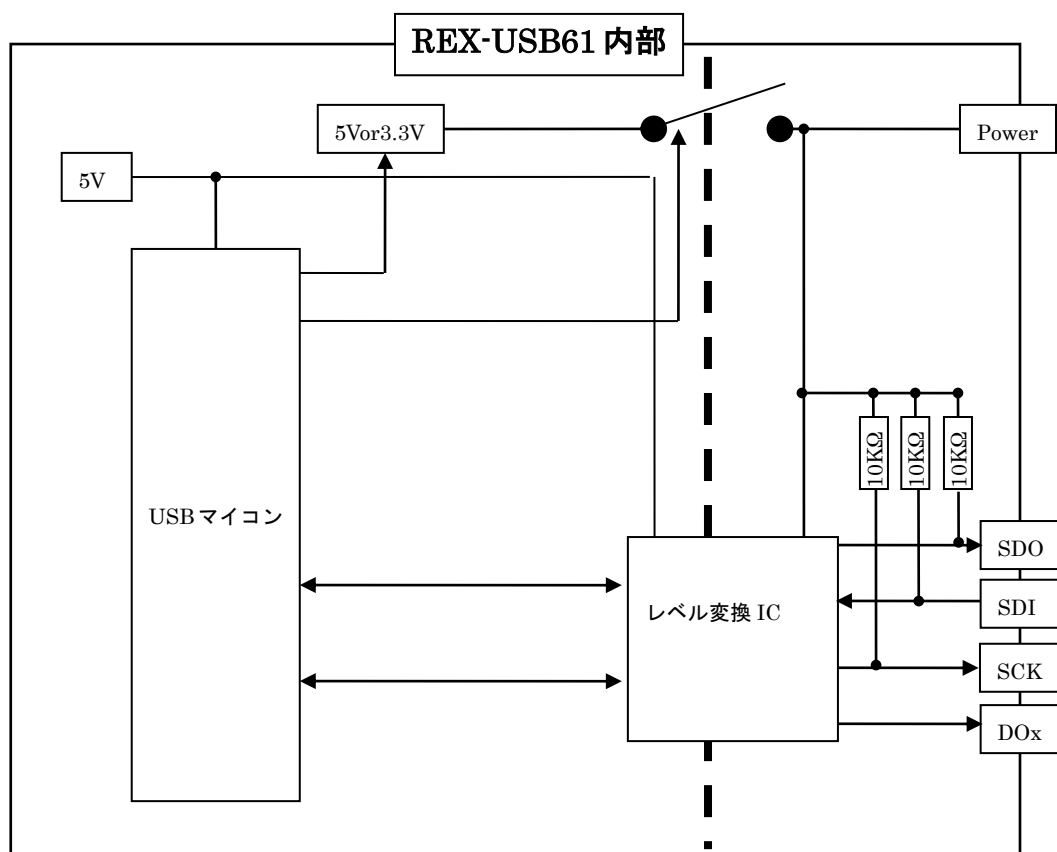 REX-USB61 内部
5Vor3.3V
Power
5V
10KΩ
10KΩ
10KΩ
USB マイコン
SDO
レベル変換 IC
SDI
SCK
DOx